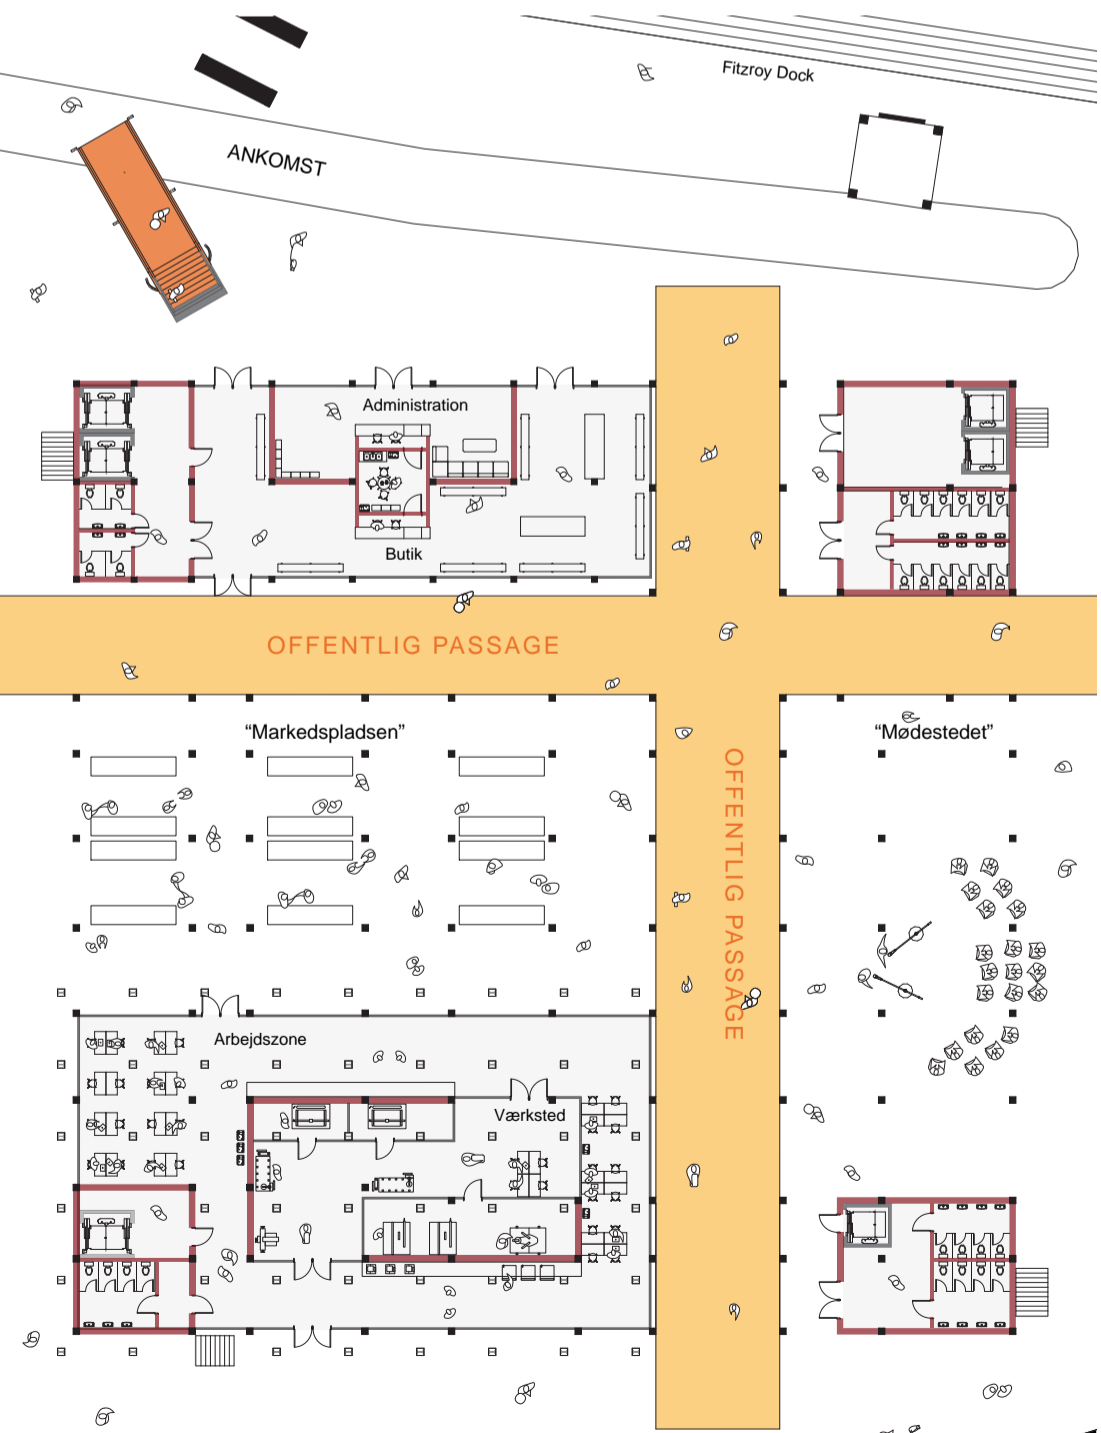 Fitzroy Dock
ANKOMST
Administration
Butik
OFFENTLIG PASSAGE
“Markedspladsen”
“Mødestedet”
OFFENTLIG PASSAGE
Arbejdszone
Værksted